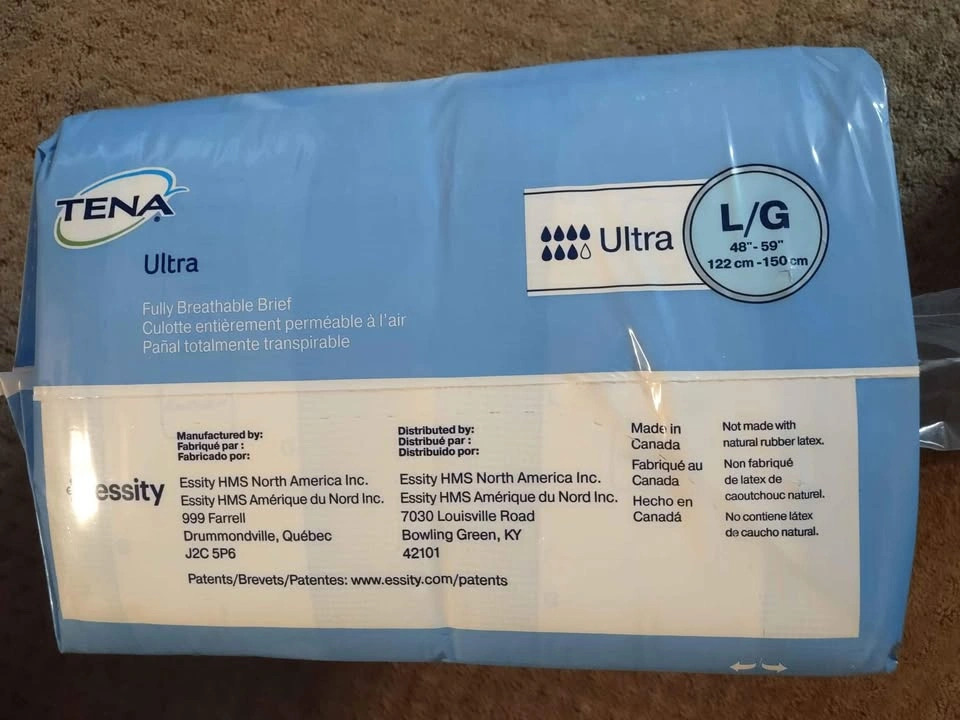 TENA
Ultra
Fully Breathable Brief
Culotte entièrement perméable à l'air
Pañal totalmente transpirable
Ultra
L/G
48"- 59"
122 cm -150 cm
essity
Manufactured by:
Fabriqué par :
Fabricado por:
Essity HMS North America Inc.
Essity HMS Amérique du Nord Inc.
999 Farrell
Drummondville, Québec
J2C 5P6
Distributed by:
Distribué par :
Distribuido por:
Essity HMS North America Inc.
Essity HMS Amérique du Nord Inc.
7030 Louisville Road
Bowling Green, KY
42101
Patents/Brevets/Patentes: www.essity.com/patents
Made in
Canada
Fabriqué au
Canada
Hecho en
Canadá
Not made with
natural rubber latex.
Non fabriqué
de latex de
caoutchouc naturel.
No contiene látex
de caucho natural.